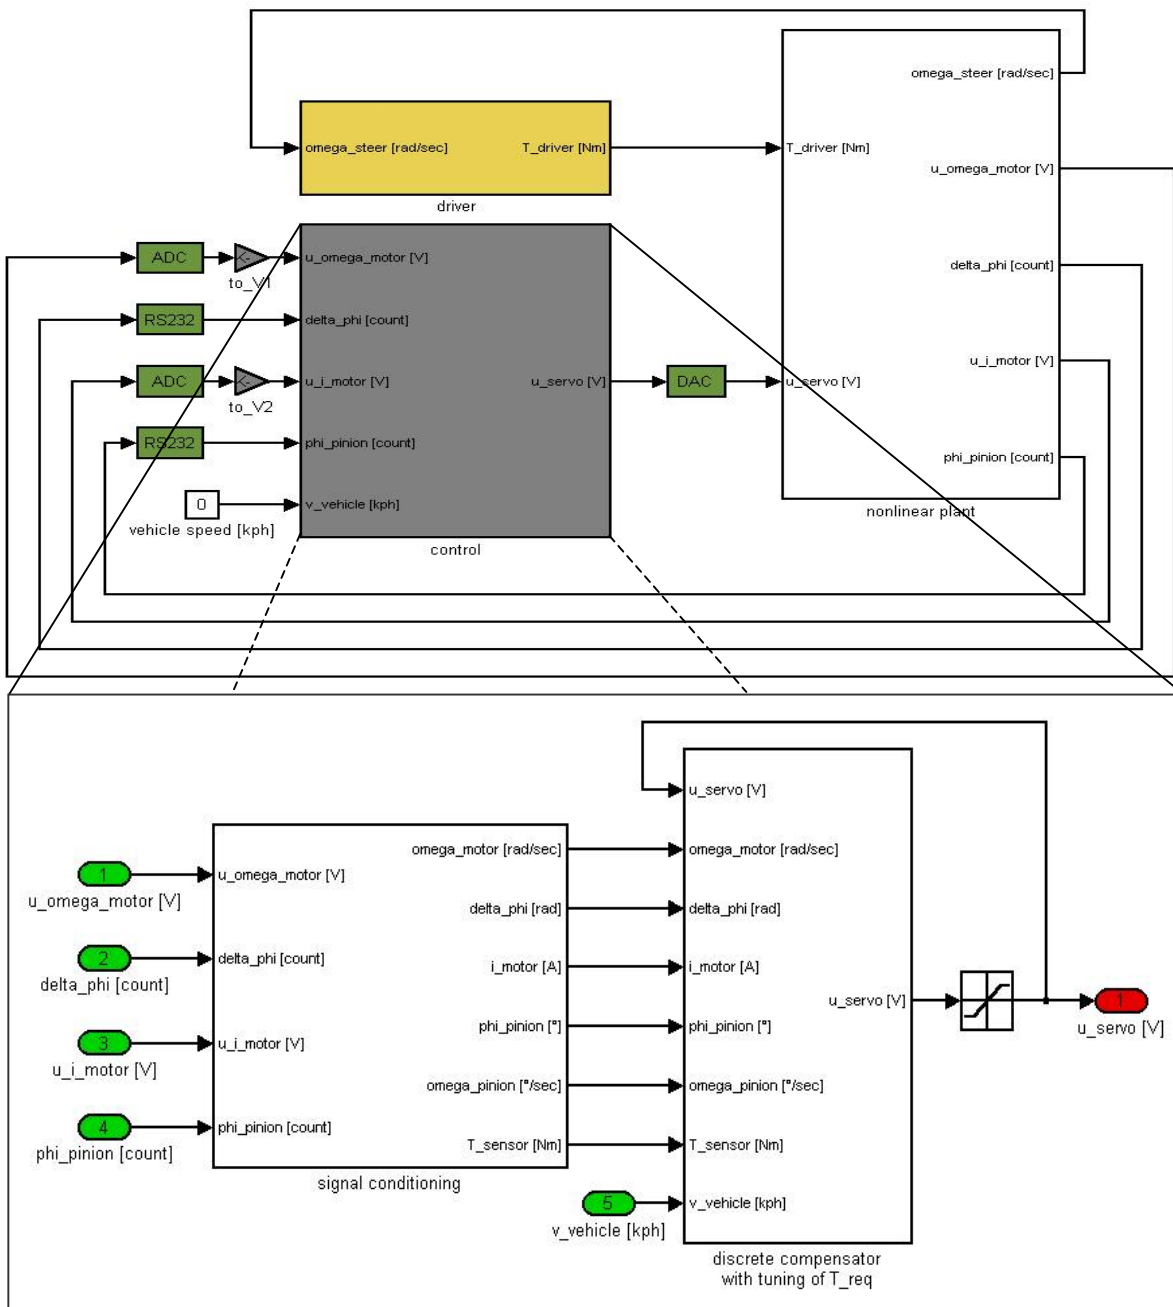 omega_steer [rad/sec]
omega_steer [rad/sec]
T_driver [Nm]
T_driver [Nm]
u_omega_motor [V]
driver
ADC
K-
u_omega_motor [V]
delta_phi [count]
to_V1
RS232
delta_phi [count]
u_i_motor [V]
ADC
K-
u_i_motor [V]
u_servo [V]
DAC
u_servo [V]
to_V2
RS232
phi_pinion [count]
phi_pinion [count]
0
v_vehicle [kph]
nonlinear plant
vehicle speed [kph]
control
u_servo [V]
omega_motor [rad/sec]
omega_motor [rad/sec]
1
u_omega_motor [V]
u_omega_motor [V]
delta_phi [rad]
delta_phi [rad]
2
delta_phi [count]
delta_phi [count]
i_motor [A]
i_motor [A]
u_servo [V]
1
u_servo [V]
phi_pinion [°]
phi_pinion [°]
3
u_i_motor [V]
u_i_motor [V]
omega_pinion [°/sec]
omega_pinion [°/sec]
4
phi_pinion [count]
phi_pinion [count]
T_sensor [Nm]
T_sensor [Nm]
signal conditioning
5
v_vehicle [kph]
v_vehicle [kph]
discrete compensator
with tuning of T_req